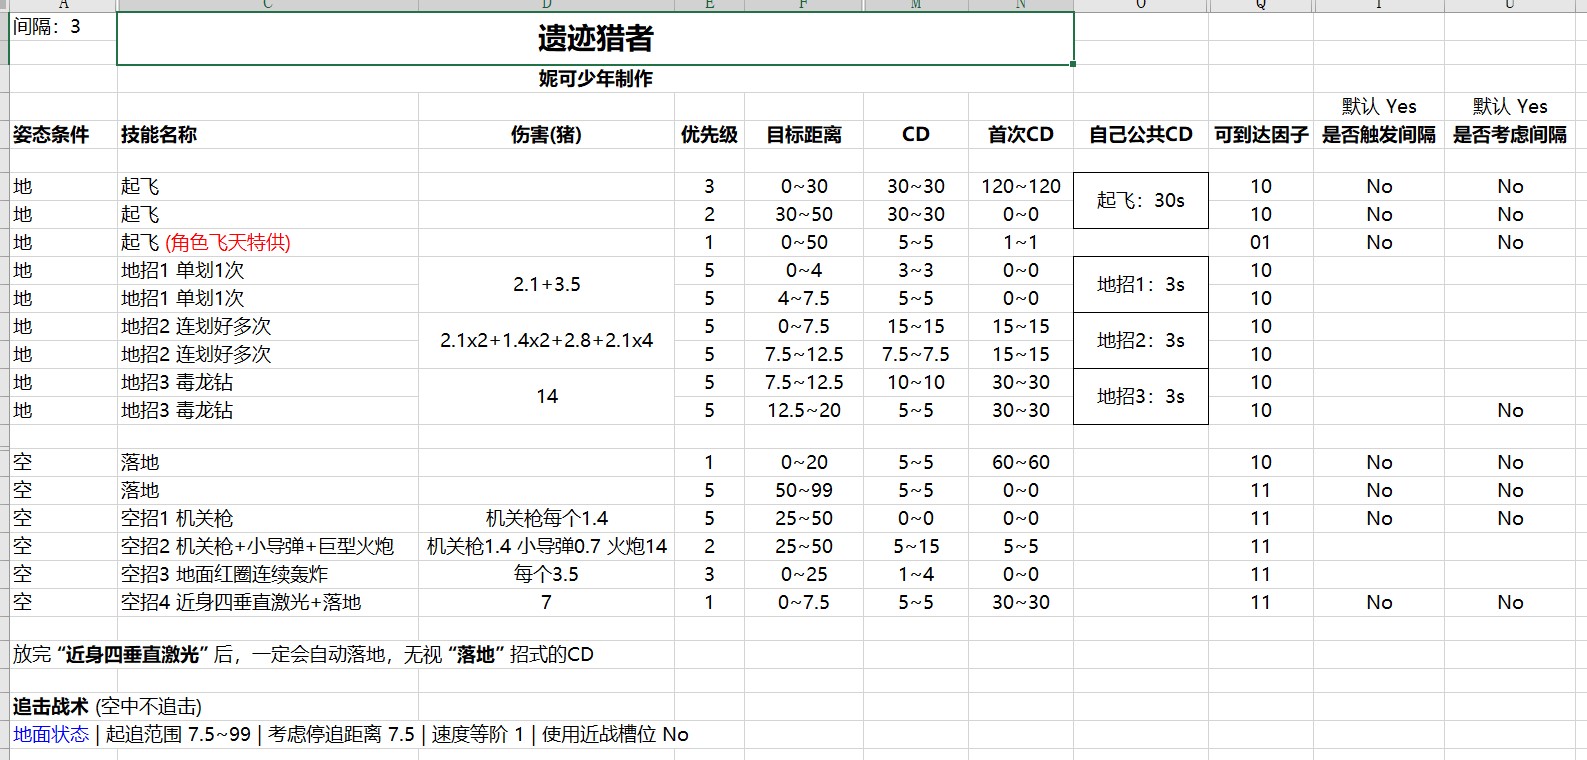 A C D E F M N O Q T U
间隔：3
遗迹猎者
妮可少年制作
默认 Yes 默认 Yes
姿态条件 技能名称 伤害(猪) 优先级 目标距离 CD 首次CD 自己公共CD 可到达因子 是否触发间隔 是否考虑间隔
地 起飞 3 0~30 30~30 120~120 起飞：30s 10 No No
地 起飞 2 30~50 30~30 0~0 10 No No
地 起飞 (角色飞天特供) 1 0~50 5~5 1~1 01 No No
地 地招1 单划1次 2.1+3.5 5 0~4 3~3 0~0 地招1：3s 10
地 地招1 单划1次 5 4~7.5 5~5 0~0 10
地 地招2 连划好多次 2.1x2+1.4x2+2.8+2.1x4 5 0~7.5 15~15 15~15 地招2：3s 10
地 地招2 连划好多次 5 7.5~12.5 7.5~7.5 15~15 10
地 地招3 毒龙钻 14 5 7.5~12.5 10~10 30~30 地招3：3s 10
地 地招3 毒龙钻 5 12.5~20 5~5 30~30 10 No
空 落地 1 0~20 5~5 60~60 10 No No
空 落地 5 50~99 5~5 0~0 11 No No
空 空招1 机关枪 机关枪每个1.4 5 25~50 0~0 0~0 11 No No
空 空招2 机关枪+小导弹+巨型火炮 机关枪1.4 小导弹0.7 火炮14 2 25~50 5~15 5~5 11
空 空招3 地面红圈连续轰炸 每个3.5 3 0~25 1~4 0~0 11
空 空招4 近身四垂直激光+落地 7 1 0~7.5 5~5 30~30 11 No No
放完 “近身四垂直激光” 后，一定会自动落地，无视 “落地” 招式的CD
追击战术 (空中不追击)
地面状态 | 起追范围 7.5~99 | 考虑停追距离 7.5 | 速度等阶 1 | 使用近战槽位 No